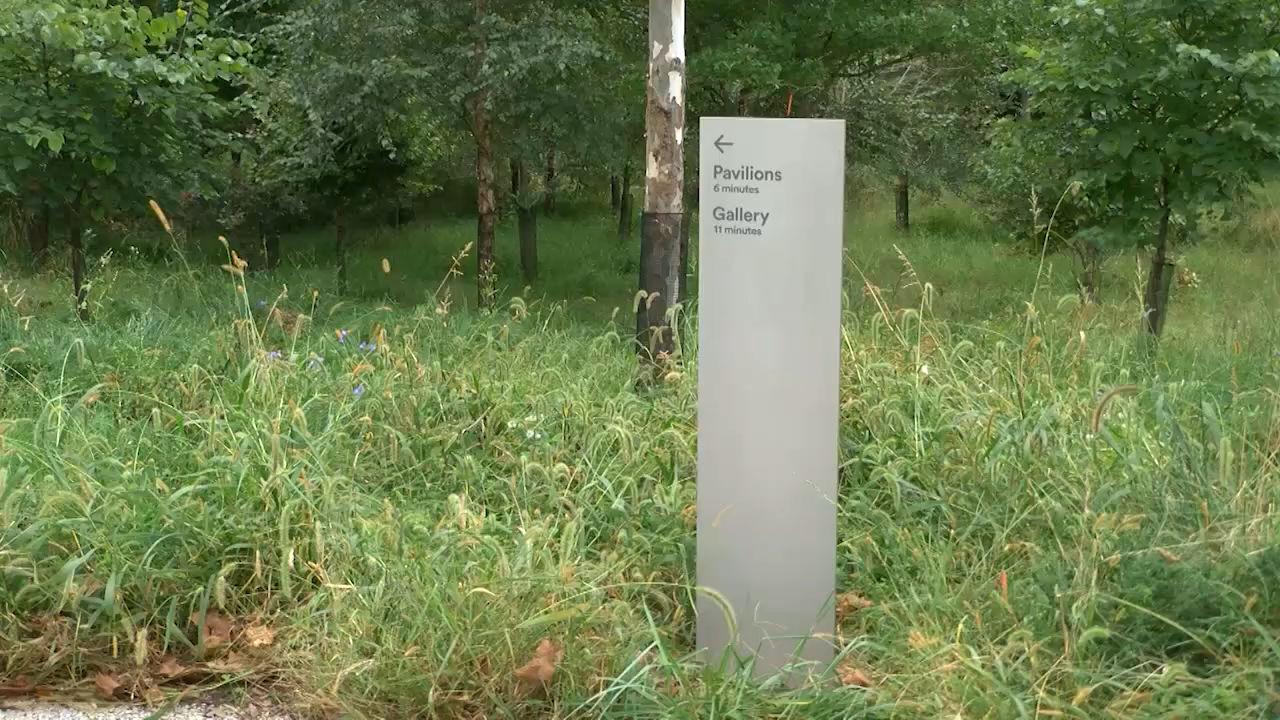 ←
Pavilions
6 minutes
Gallery
11 minutes